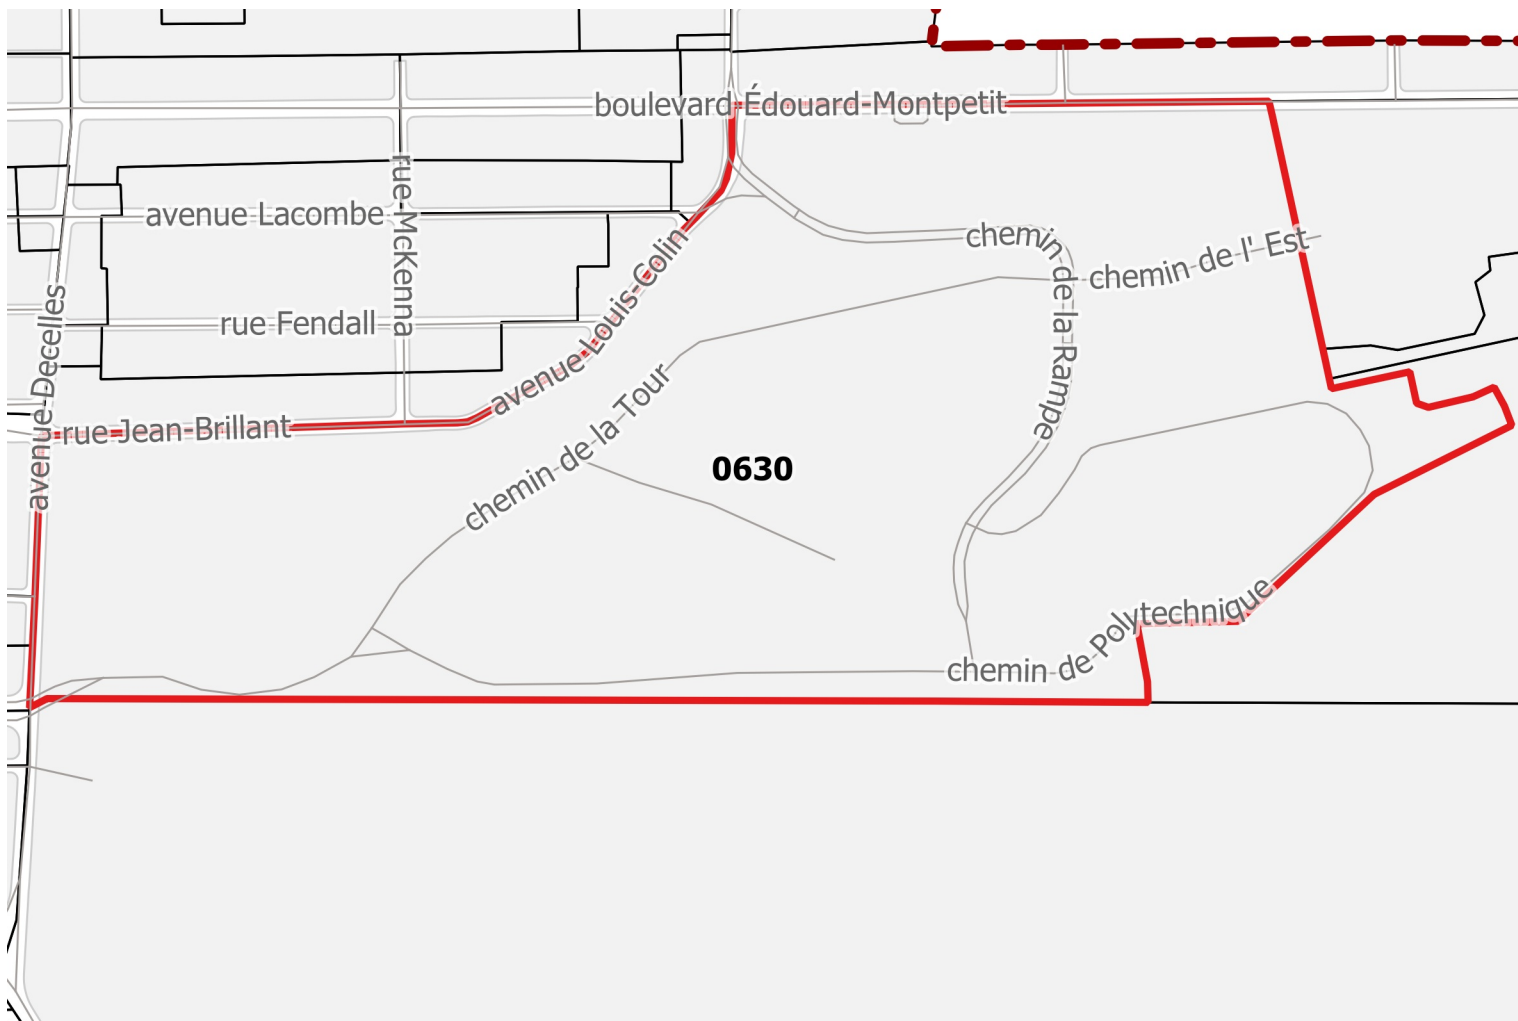 boulevard Édouard-Montpetit
rue McKenna
avenue Lacombe
chemin de la Rampe
chemin de l' Est
avenue Louis-Colin
rue Fendall
avenue Decelles
chemin de la Tour
rue Jean-Brillant
0630
chemin de Polytechnique